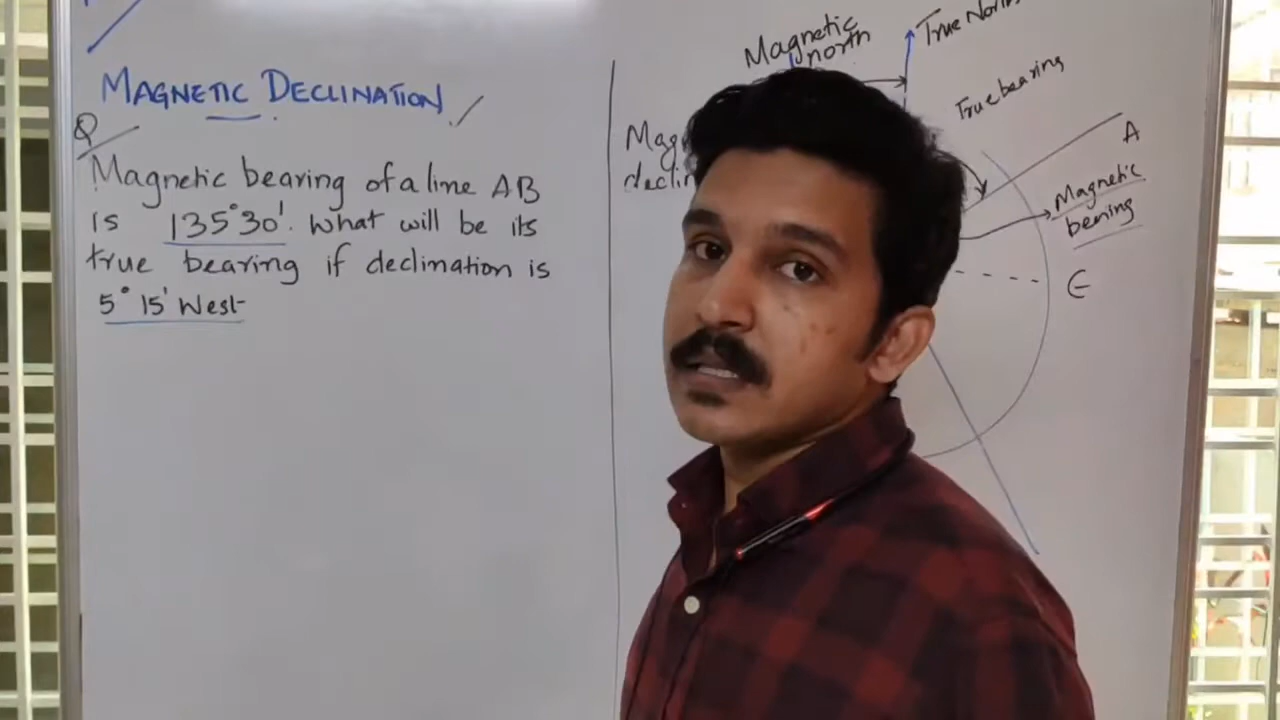 MAGNETIC DECLINATION
Q
Magnetic bearing of a line AB
is 135°30'. What will be its
true bearing if declination is
5° 15' West
Magnetic
north
True
True bearing
A
Magnetic
bearing
E